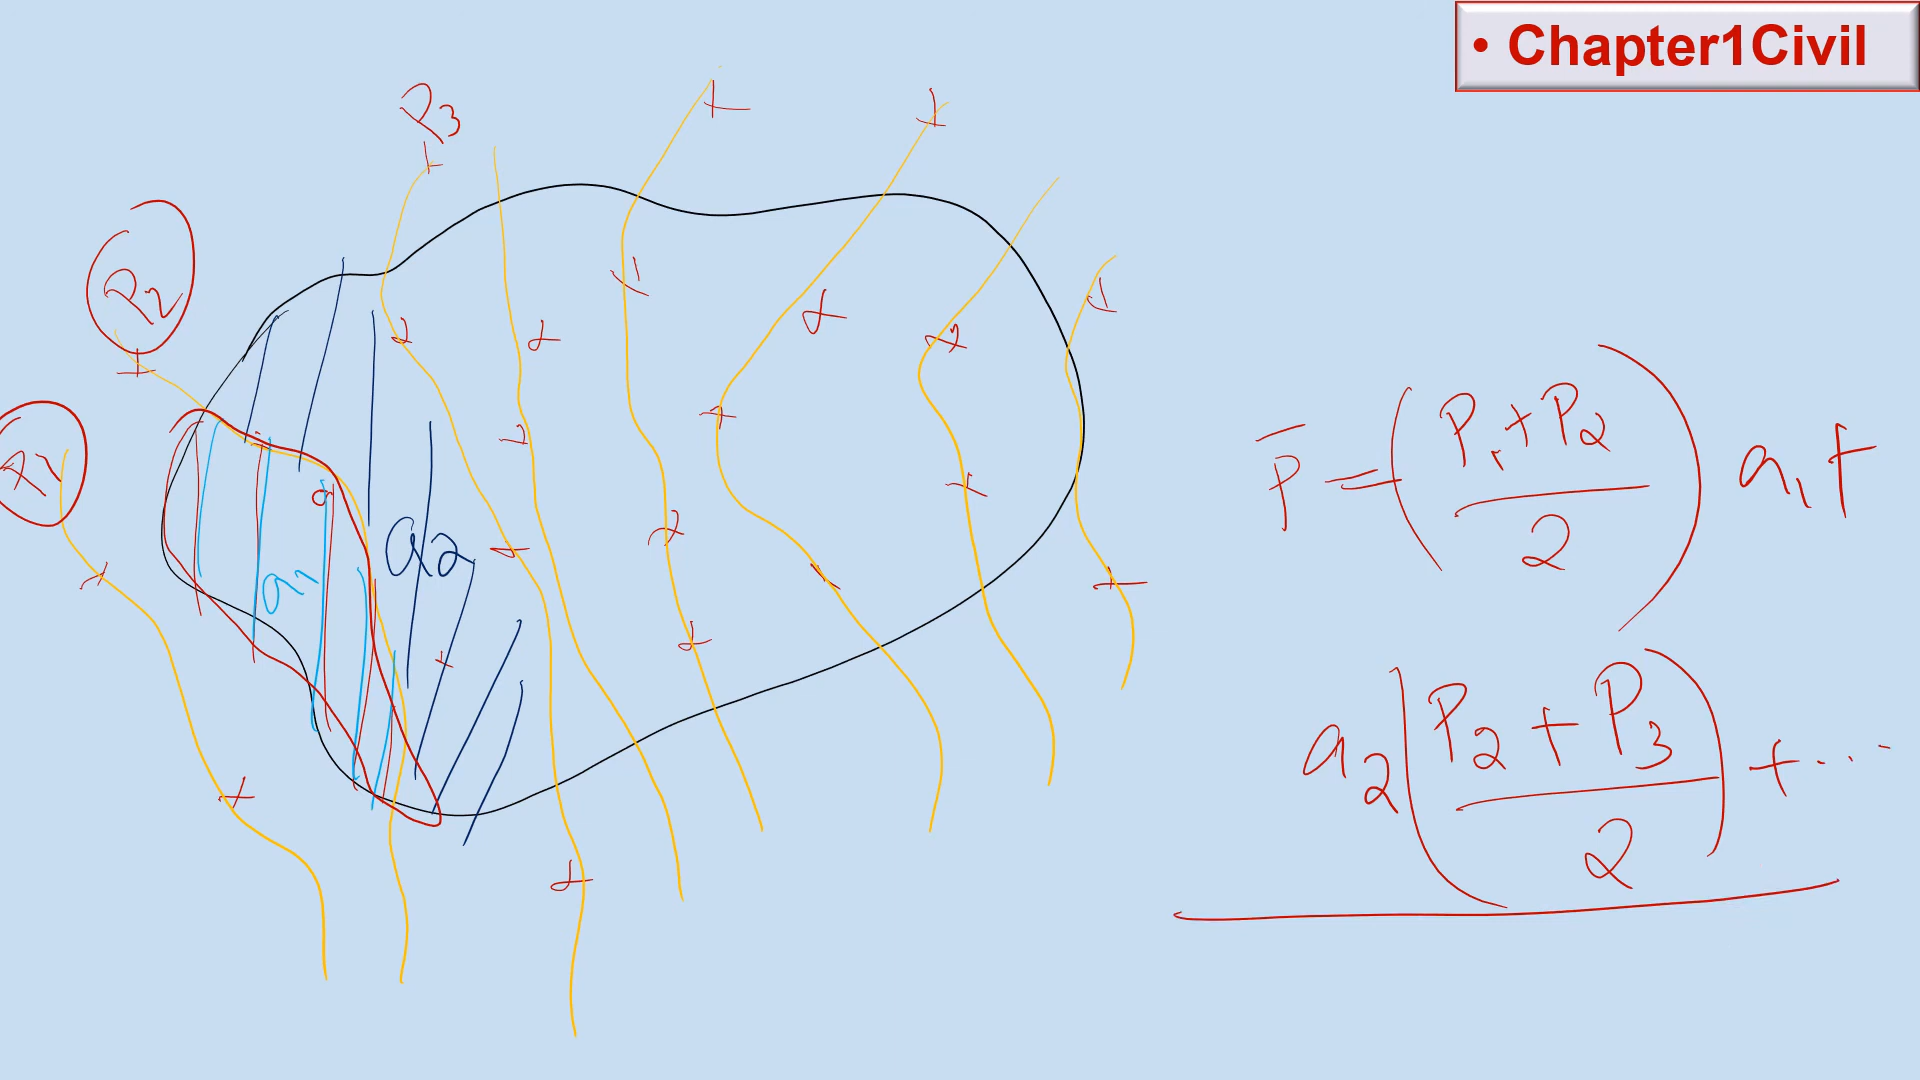 • Chapter1Civil
P3
P2
P1
a2
a1
P̅ = (P1 + P2 / 2) a1 +
a2 (P2 + P3 / 2) + ...